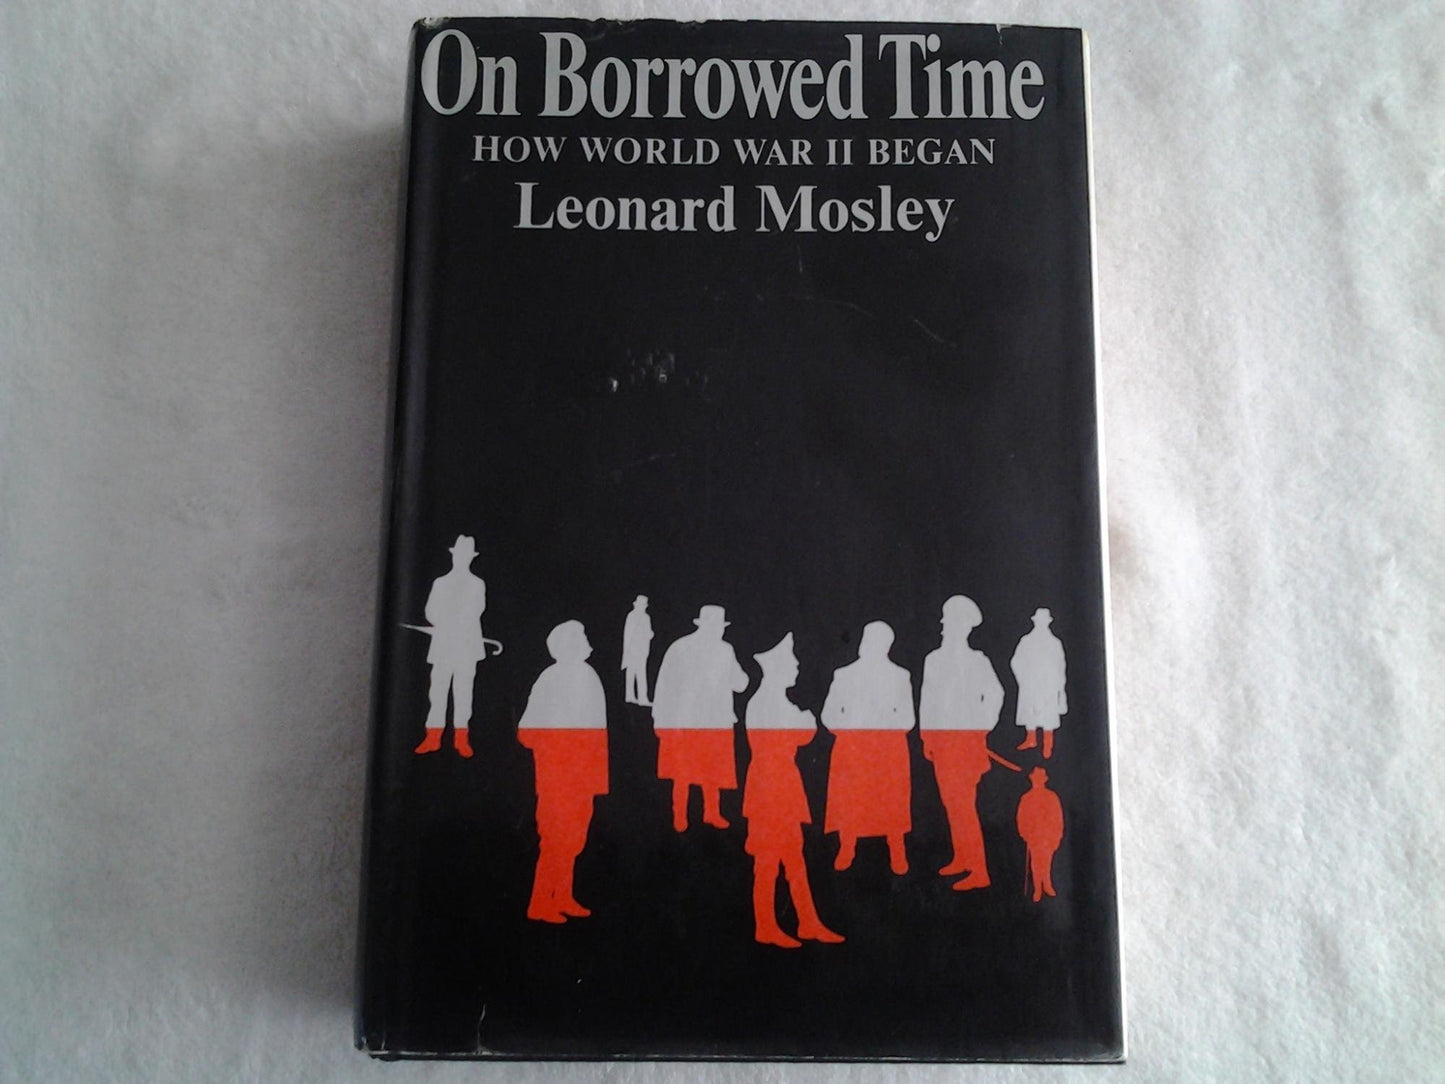 On Borrowed Time
HOW WORLD WAR II BEGAN
Leonard Mosley